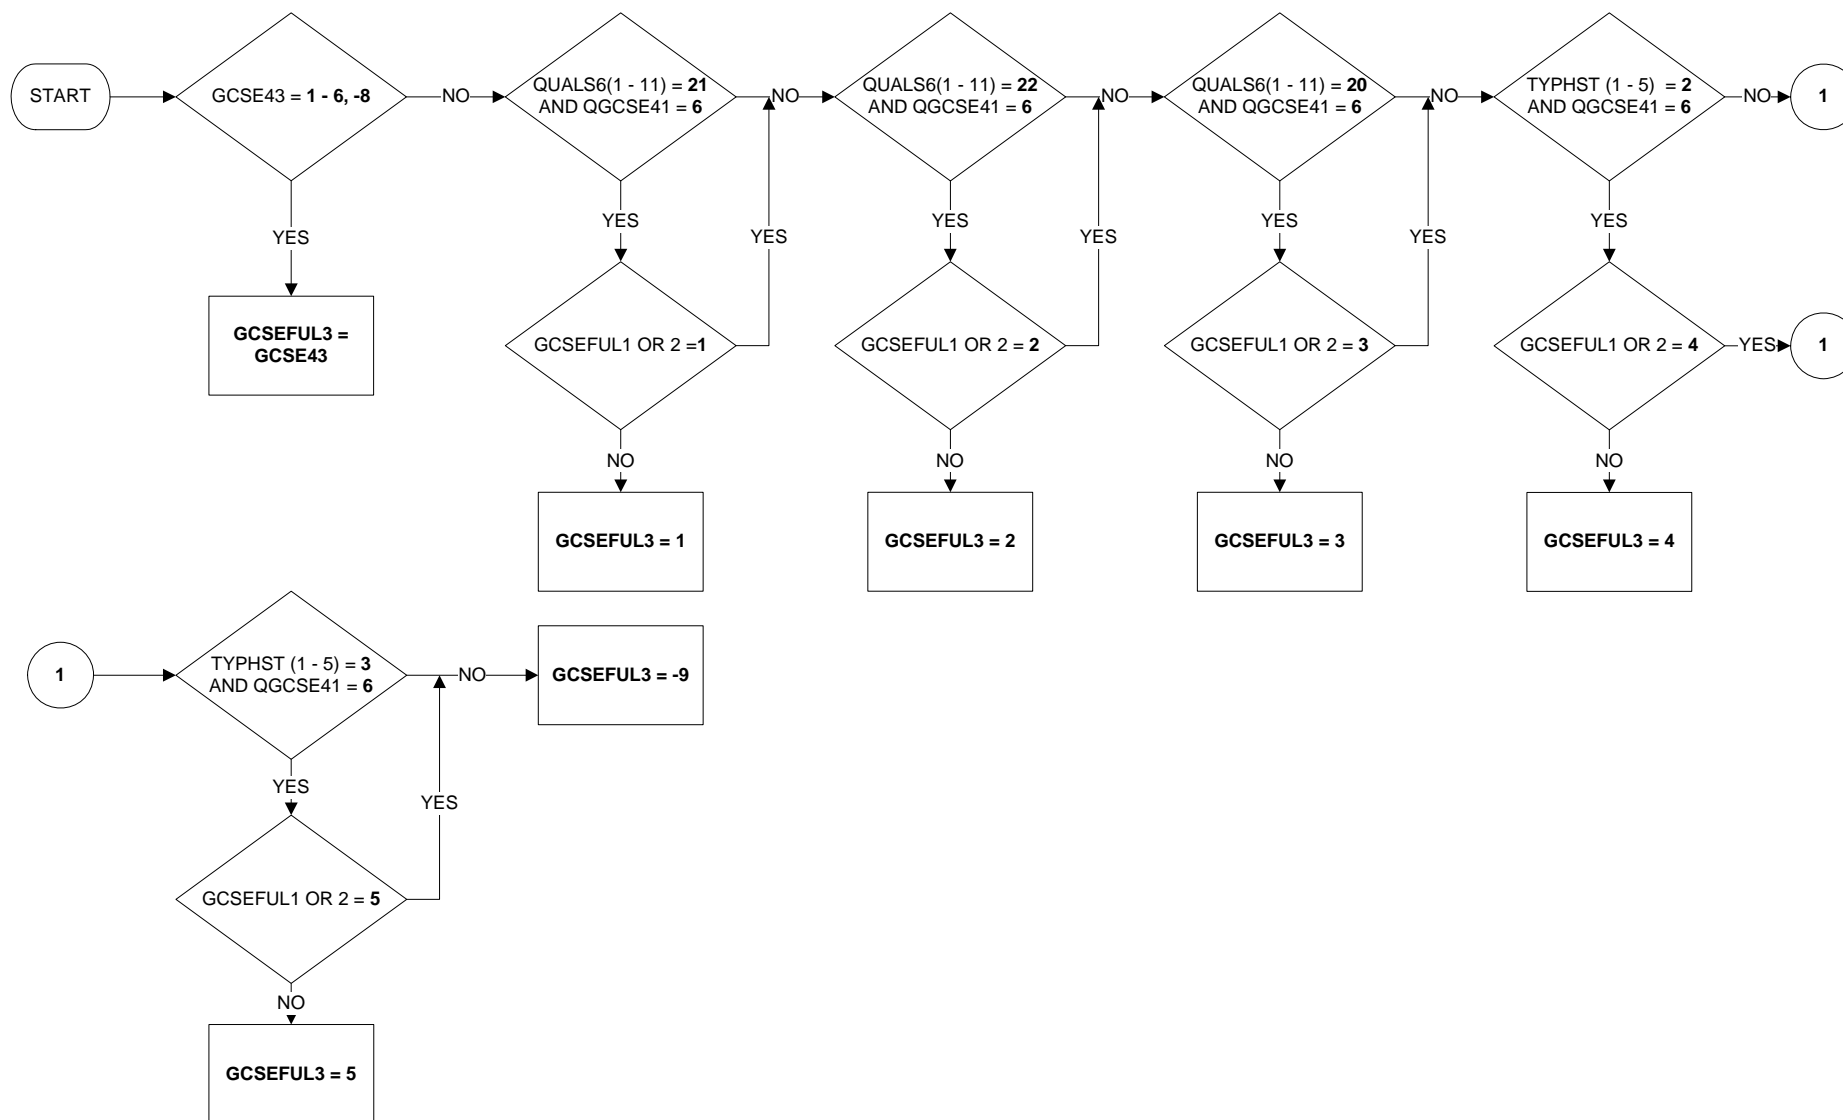 START
GCSE43 = 1 - 6, -8
NO
QUALS6(1 - 11) = 21
AND QGCSE41 = 6
NO
QUALS6(1 - 11) = 22
AND QGCSE41 = 6
NO
QUALS6(1 - 11) = 20
AND QGCSE41 = 6
NO
TYPHST (1 - 5) = 2
AND QGCSE41 = 6
NO
1
YES
YES
YES
YES
YES
YES
YES
YES
GCSEFUL3 =
GCSE43
GCSEFUL1 OR 2 =1
GCSEFUL1 OR 2 = 2
GCSEFUL1 OR 2 = 3
GCSEFUL1 OR 2 = 4
YES
1
NO
NO
NO
NO
GCSEFUL3 = 1
GCSEFUL3 = 2
GCSEFUL3 = 3
GCSEFUL3 = 4
1
TYPHST (1 - 5) = 3
AND QGCSE41 = 6
NO
GCSEFUL3 = -9
YES
YES
GCSEFUL1 OR 2 = 5
NO
GCSEFUL3 = 5